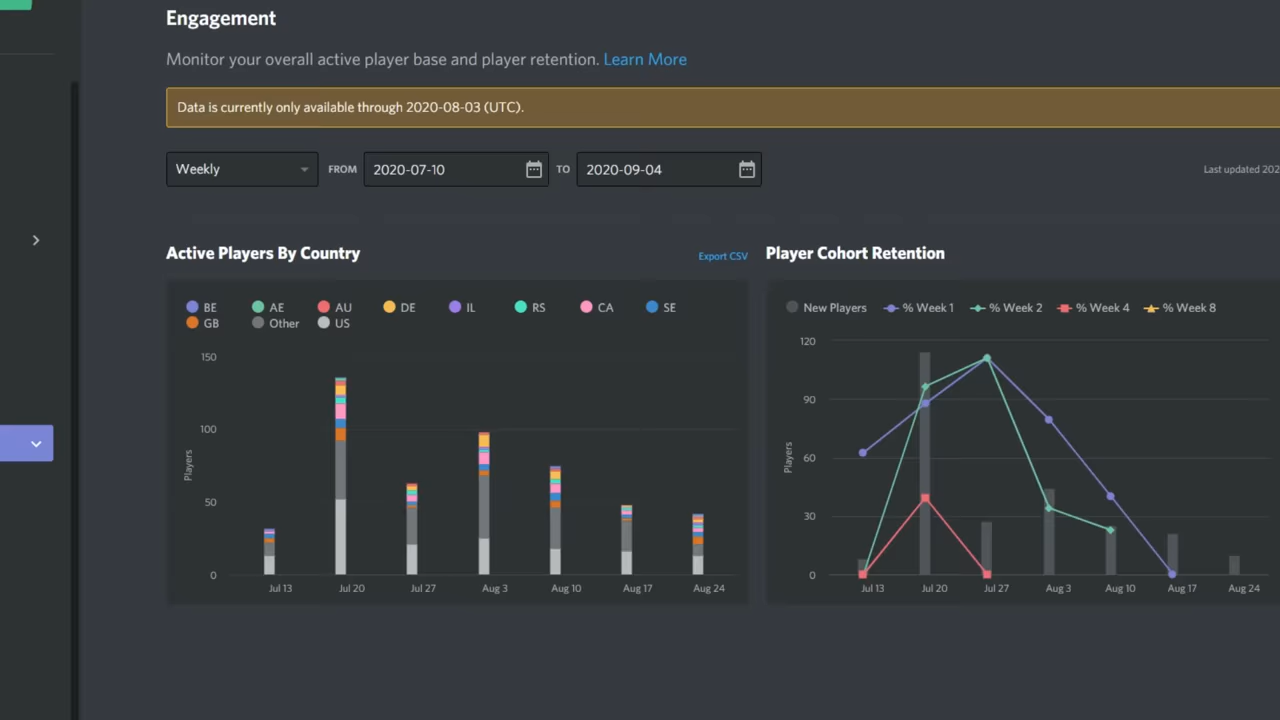 Engagement
Monitor your overall active player base and player retention. Learn More
Data is currently only available through 2020-08-03 (UTC).
Weekly FROM 2020-07-10 TO 2020-09-04
Last updated 202
Active Players By Country
Export CSV
BE AE AU DE IL RS CA SE
GB Other US
150
100
50
0
Players
Jul 13 Jul 20 Jul 27 Aug 3 Aug 10 Aug 17 Aug 24
Player Cohort Retention
New Players % Week 1 % Week 2 % Week 4 % Week 8
120
90
60
30
0
Players
Jul 13 Jul 20 Jul 27 Aug 3 Aug 10 Aug 17 Aug 24